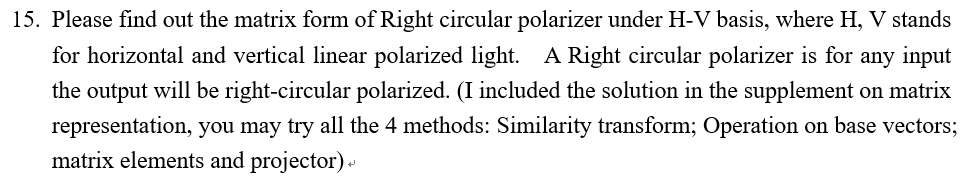 15. Please find out the matrix form of Right circular polarizer under H-V basis, where H, V stands
for horizontal and vertical linear polarized light. A Right circular polarizer is for any input
the output will be right-circular polarized. (I included the solution in the supplement on matrix
representation, you may try all the 4 methods: Similarity transform; Operation on base vectors;
matrix elements and projector)↵